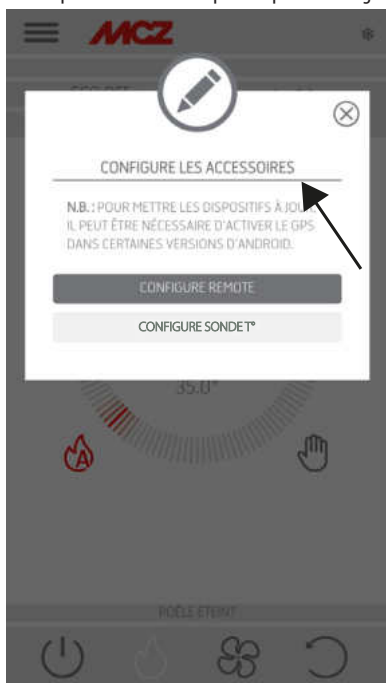 MCZ
CONFIGURE LES ACCESSOIRES
N.B. : POUR METTRE LES DISPOSITIFS À JOUR,
IL PEUT ÊTRE NÉCESSAIRE D'ACTIVER LE GPS
DANS CERTAINES VERSIONS D'ANDROID.
CONFIGURE REMOTE
CONFIGURE SONDE T°
35.0°
A
POÊLE ÉTEINT